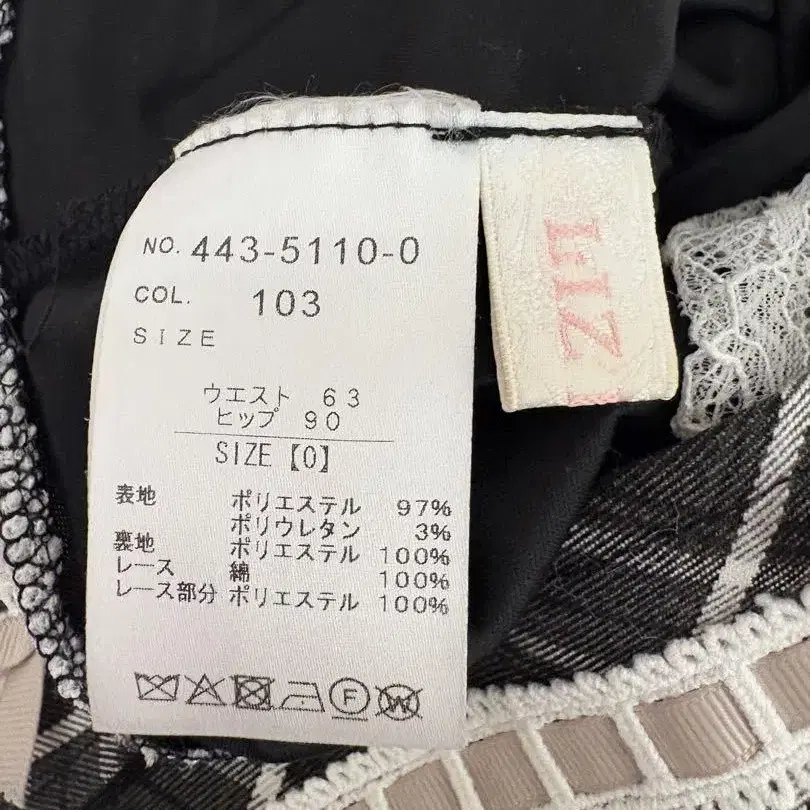 NO. 443-5110-0
COL. 103
SIZE
ウエスト 63
ヒップ 90
SIZE【0】
表地 ポリエステル 97%
ポリウレタン 3%
裏地 ポリエステル 100%
レース 綿 100%
レース部分 ポリエステル 100%
F W
LIZ